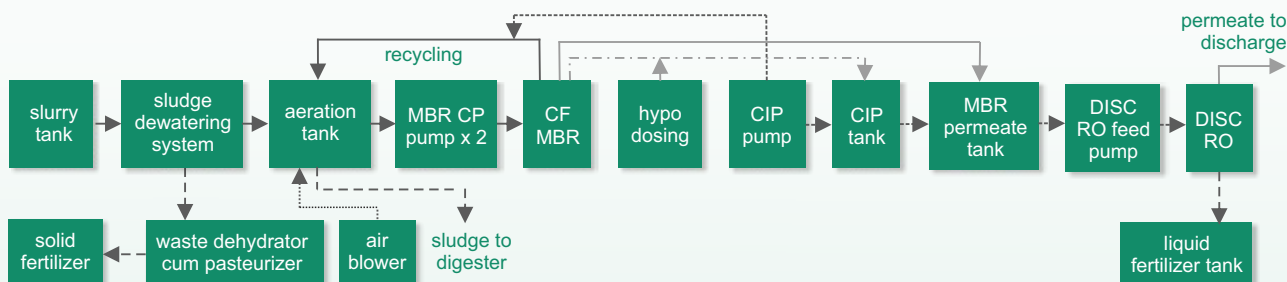 permeate to
discharge
recycling
slurry
tank
sludge
dewatering
system
aeration
tank
MBR CP
pump x 2
CF
MBR
hypo
dosing
CIP
pump
CIP
tank
MBR
permeate
tank
DISC
RO feed
pump
DISC
RO
solid
fertilizer
waste dehydrator
cum pasteurizer
air
blower
sludge to
digester
liquid
fertilizer tank